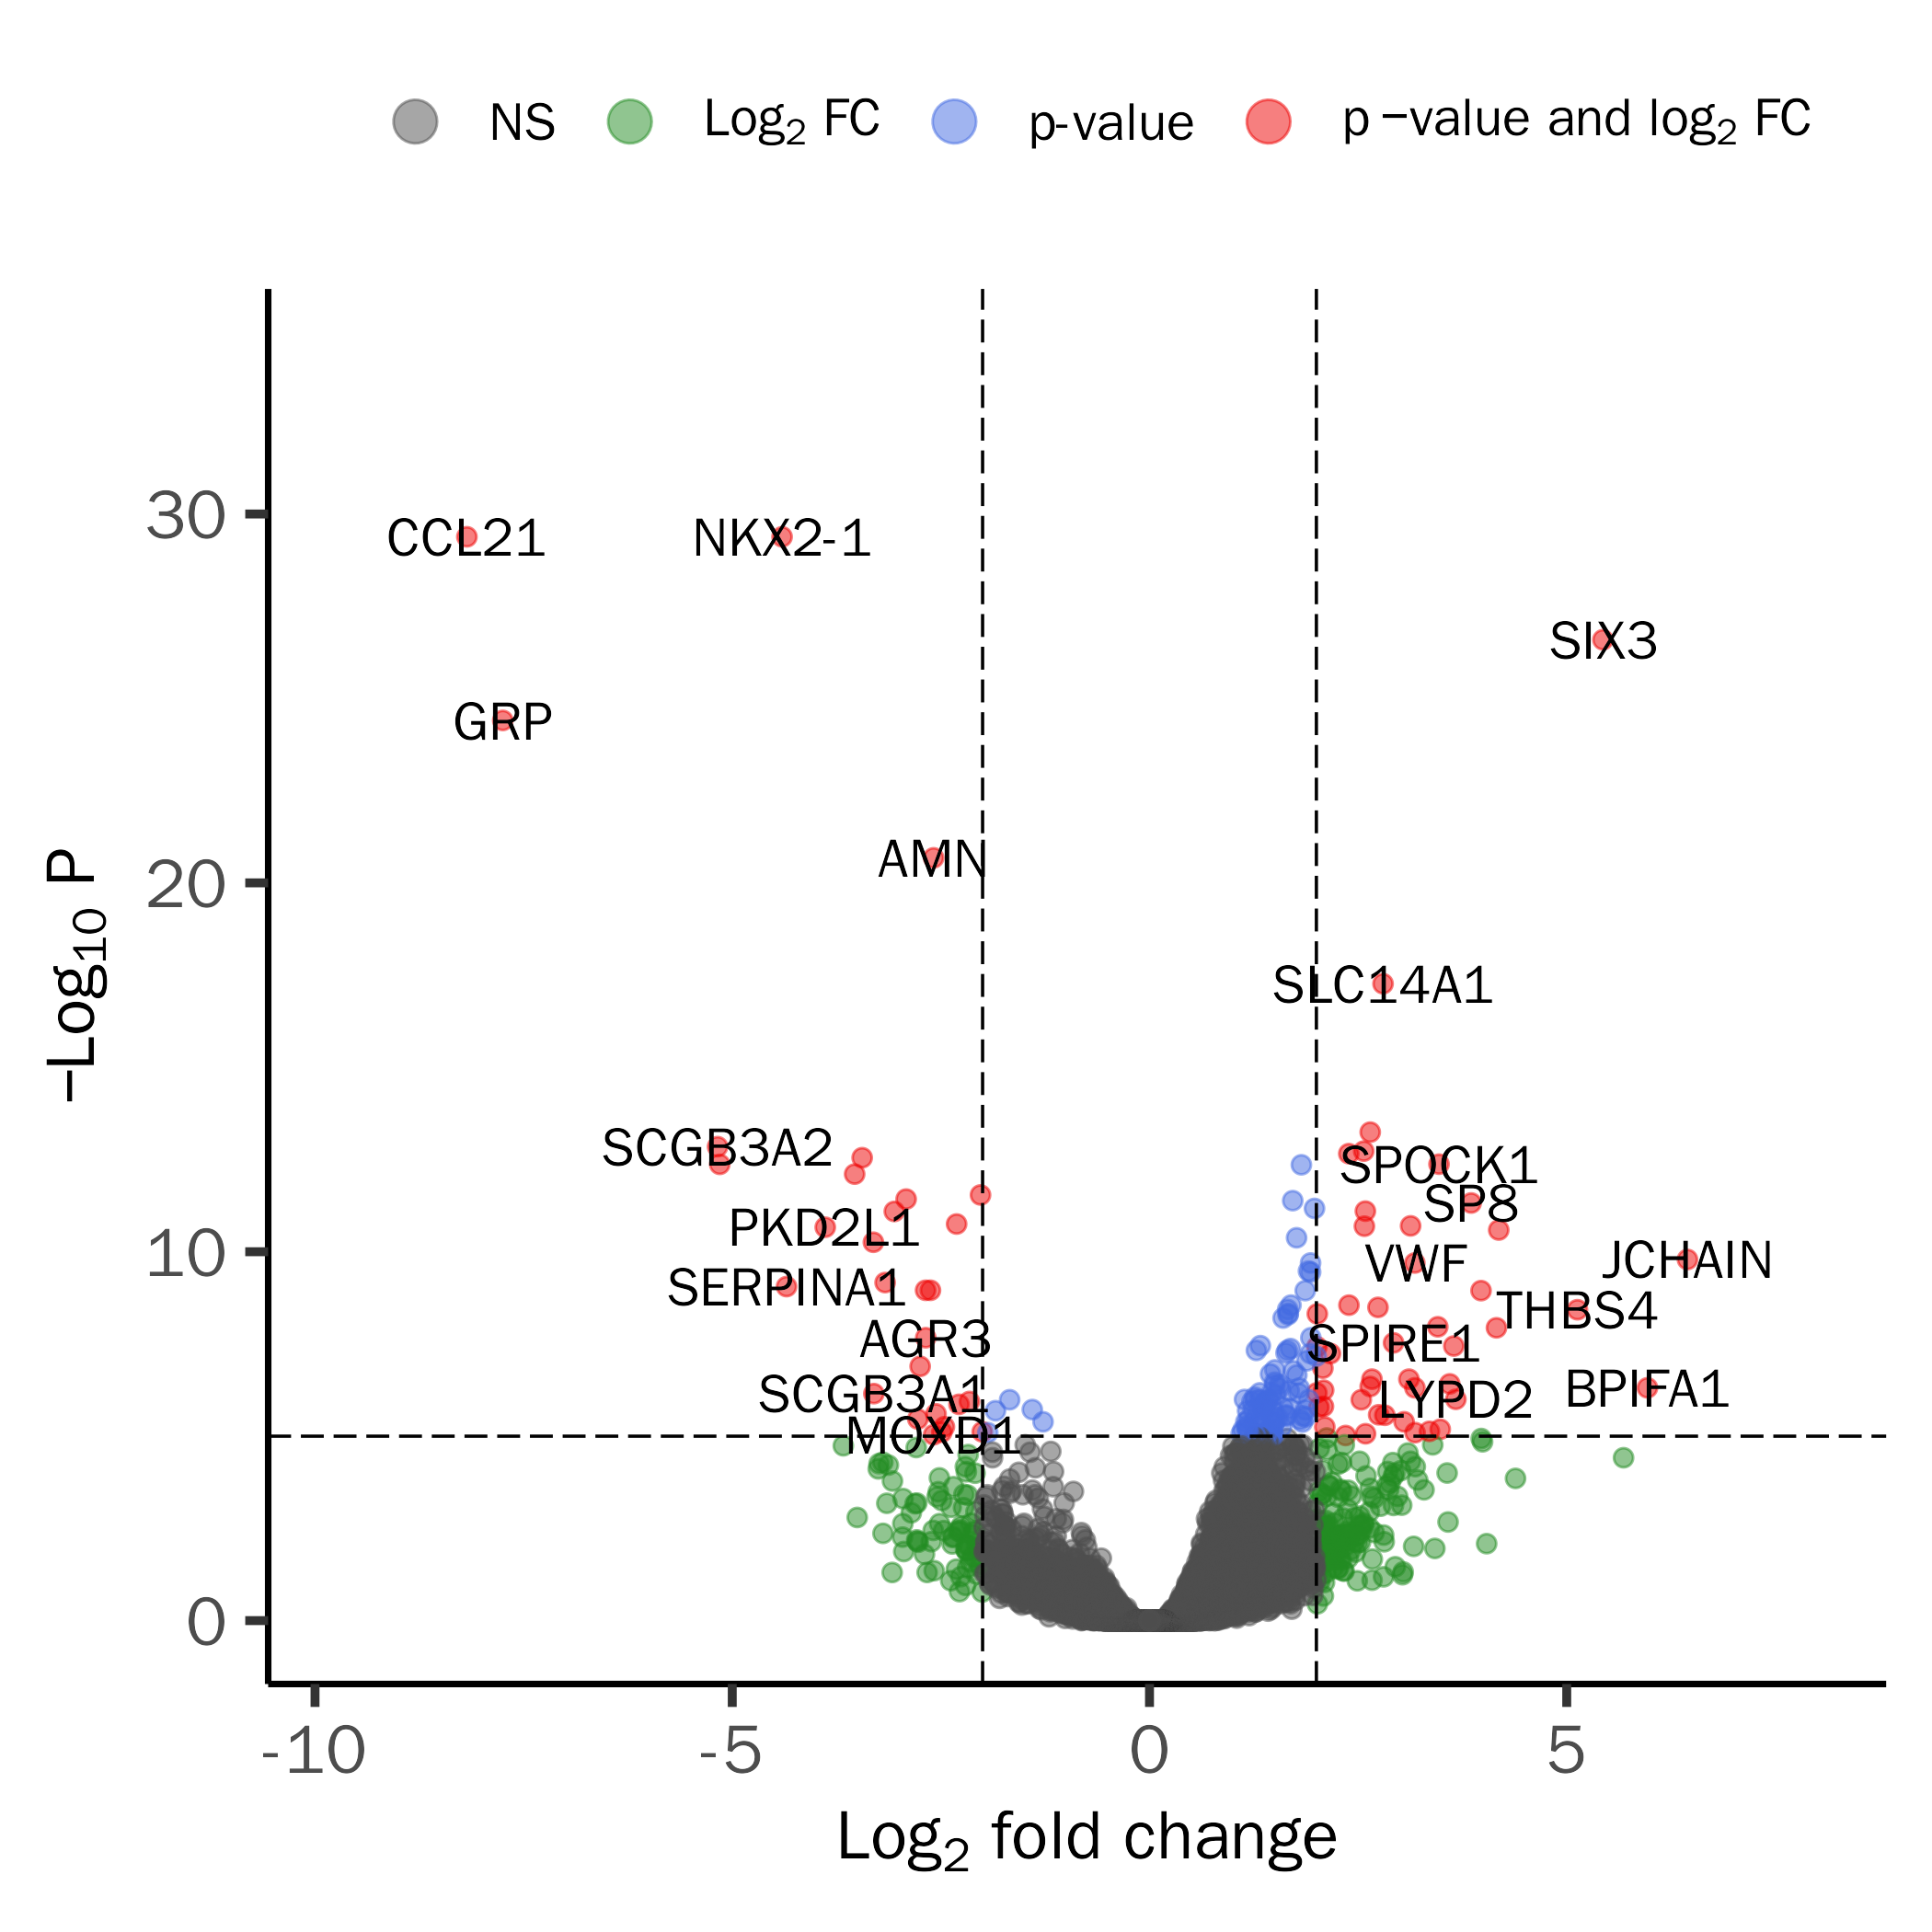 NS Log₂ FC p-value p −value and log₂ FC
30
CCL21 NKX2-1
SIX3
GRP
AMN
20
SLC14A1
SCGB3A2
SPOCK1
SP8
PKD2L1
10
VWF
JCHAIN
SERPINA1
THBS4
AGR3
SPIRE1
SCGB3A1
LYPD2
BPIFA1
MOXD1
0
−Log₁₀ P
-10 -5 0 5
Log₂ fold change